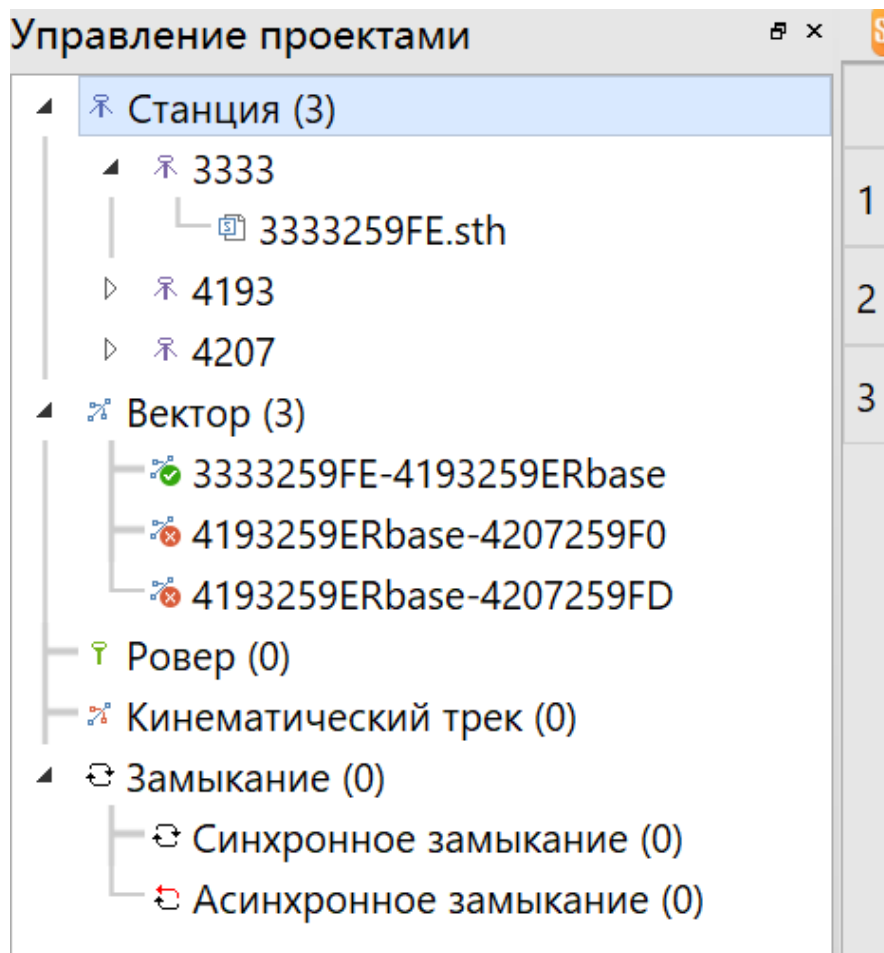 Управление проектами
Станция (3)
3333
3333259FE.sth
4193
4207
Вектор (3)
3333259FE-4193259ERbase
4193259ERbase-4207259F0
4193259ERbase-4207259FD
Ровер (0)
Кинематический трек (0)
Замыкание (0)
Синхронное замыкание (0)
Асинхронное замыкание (0)
1
2
3